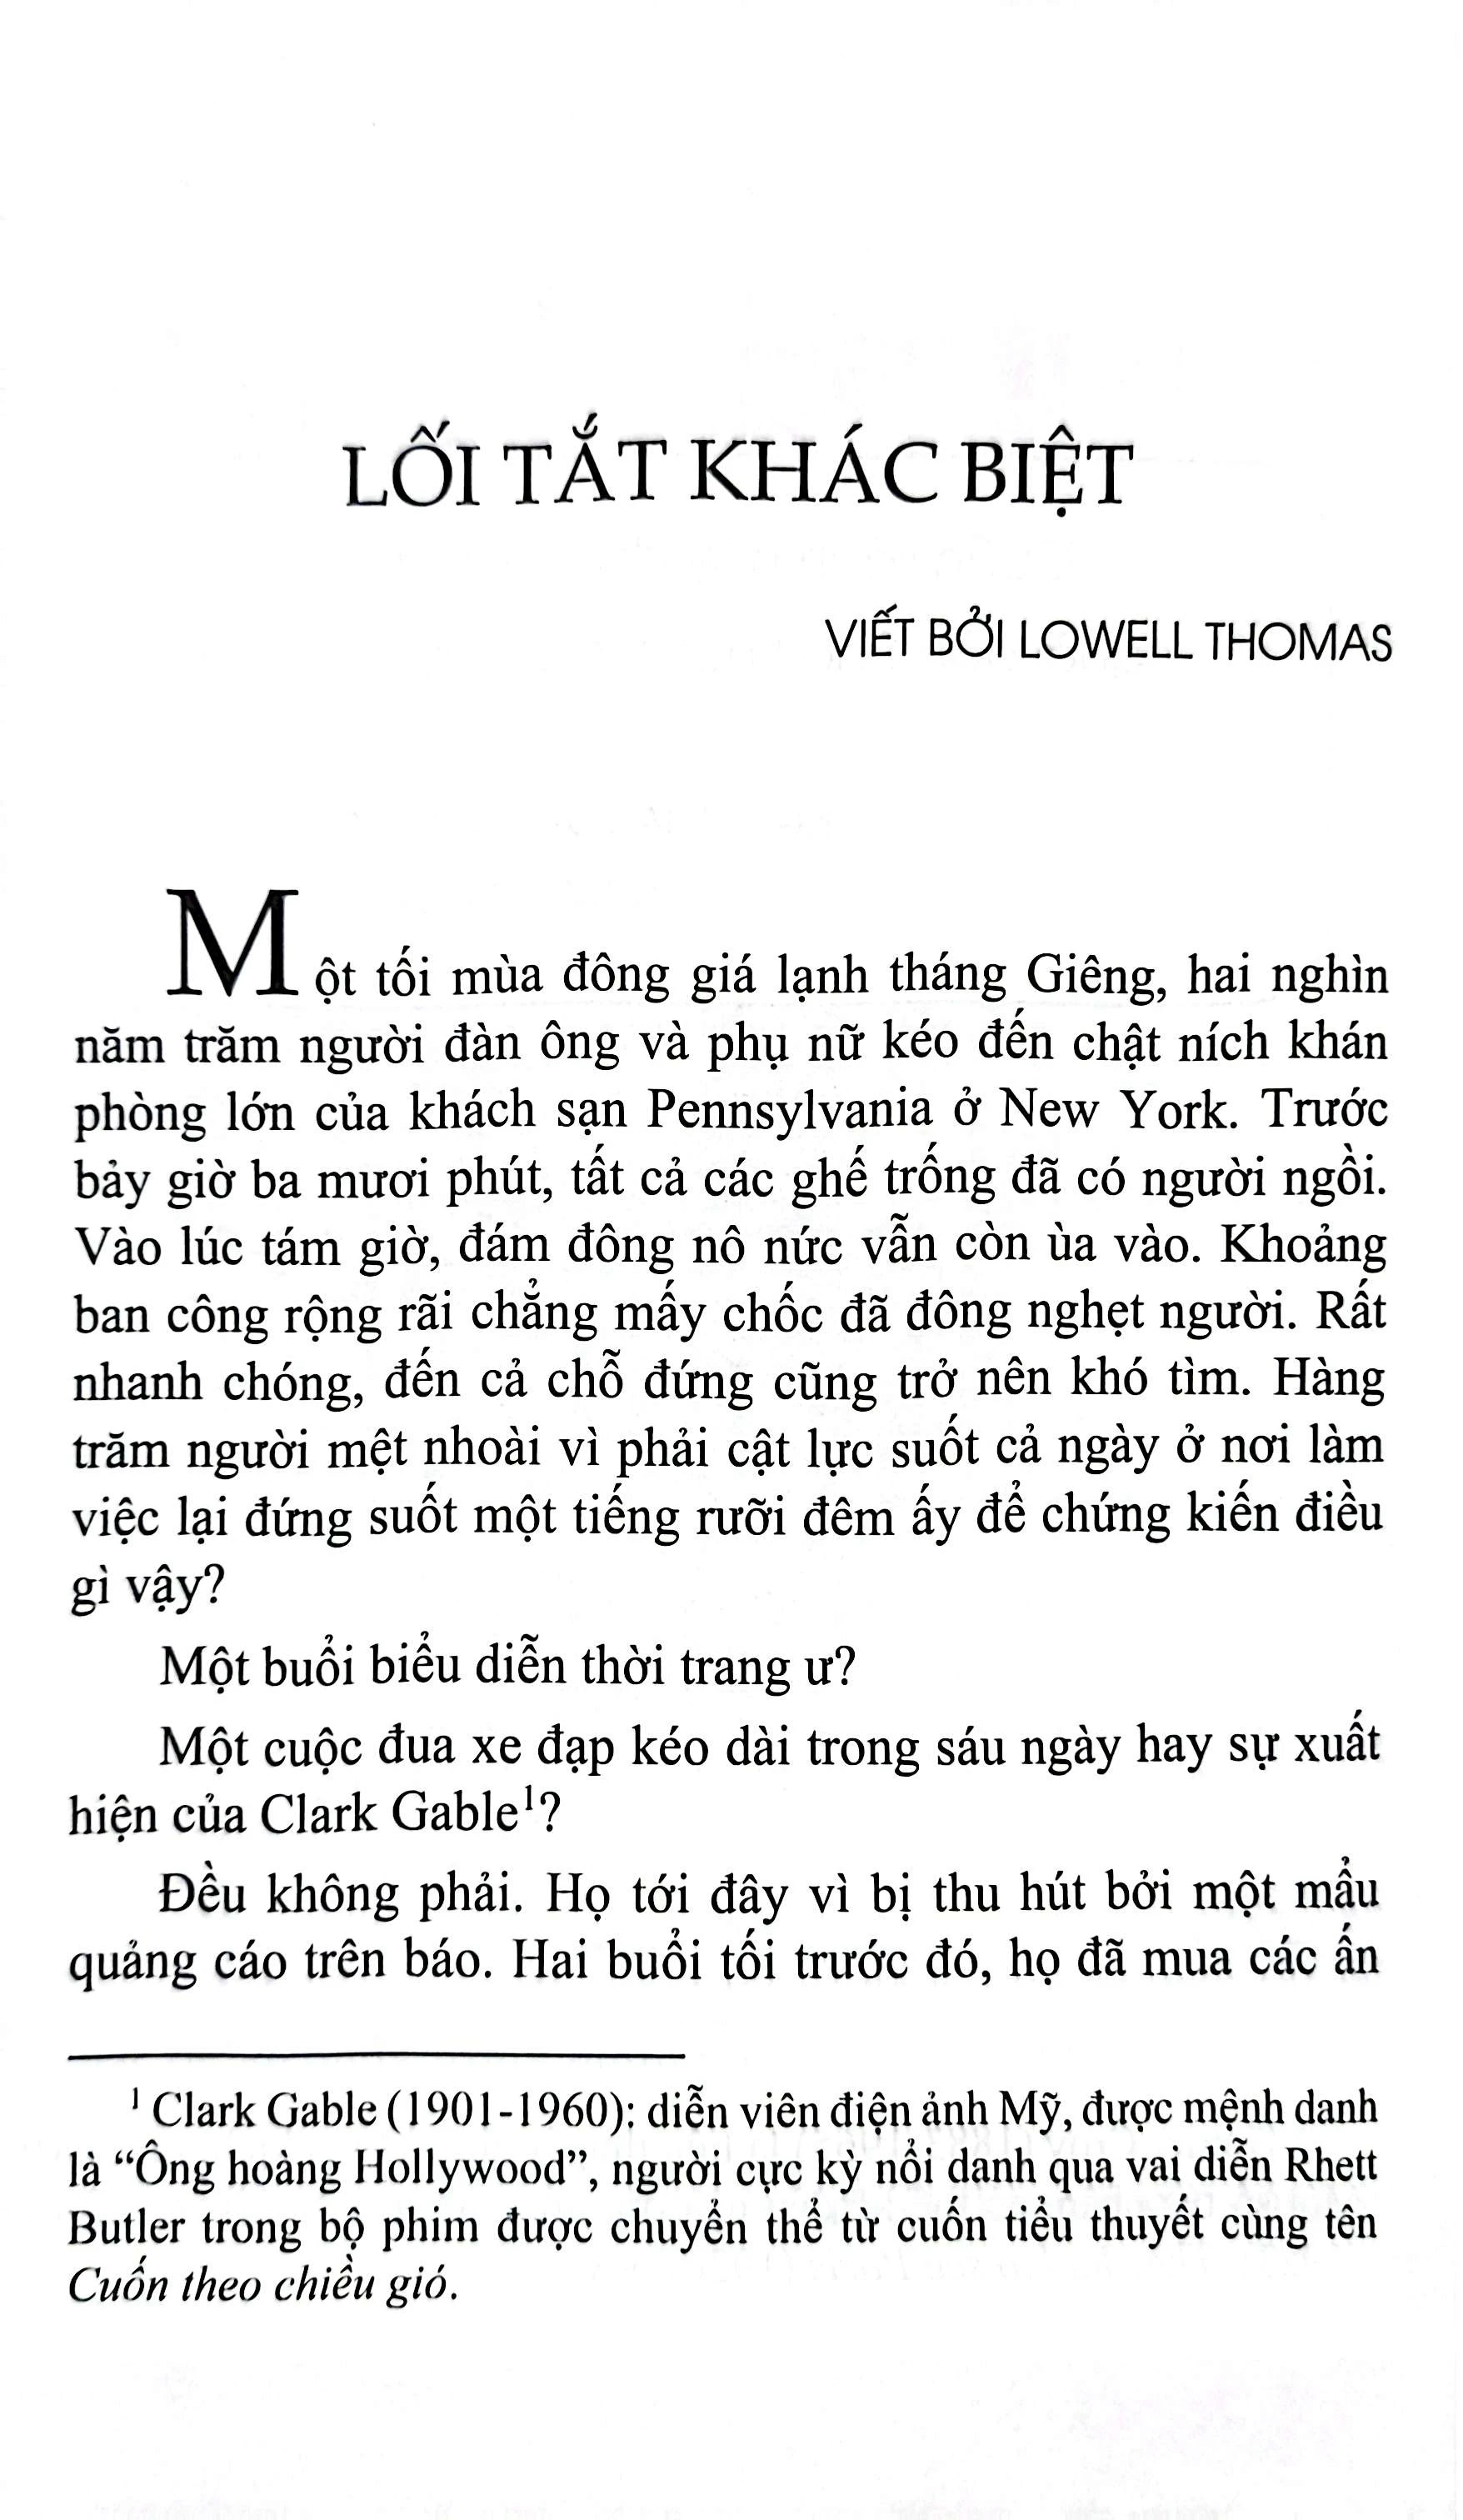 LỐI TẮT KHÁC BIỆT
VIẾT BỞI LOWELL THOMAS
Một tối mùa đông giá lạnh tháng Giêng, hai nghìn
năm trăm người đàn ông và phụ nữ kéo đến chật ních khán
phòng lớn của khách sạn Pennsylvania ở New York. Trước
bảy giờ ba mươi phút, tất cả các ghế trống đã có người ngồi.
Vào lúc tám giờ, đám đông nô nức vẫn còn ùa vào. Khoảng
ban công rộng rãi chẳng mấy chốc đã đông nghẹt người. Rất
nhanh chóng, đến cả chỗ đứng cũng trở nên khó tìm. Hàng
trăm người mệt nhoài vì phải cật lực suốt cả ngày ở nơi làm
việc lại đứng suốt một tiếng rưỡi đêm ấy để chứng kiến điều
gì vậy?
Một buổi biểu diễn thời trang ư?
Một cuộc đua xe đạp kéo dài trong sáu ngày hay sự xuất
hiện của Clark Gable¹?
Đều không phải. Họ tới đây vì bị thu hút bởi một mẩu
quảng cáo trên báo. Hai buổi tối trước đó, họ đã mua các ấn
¹ Clark Gable (1901-1960): diễn viên điện ảnh Mỹ, được mệnh danh
là “Ông hoàng Hollywood”, người cực kỳ nổi danh qua vai diễn Rhett
Butler trong bộ phim được chuyển thể từ cuốn tiểu thuyết cùng tên
Cuốn theo chiều gió.